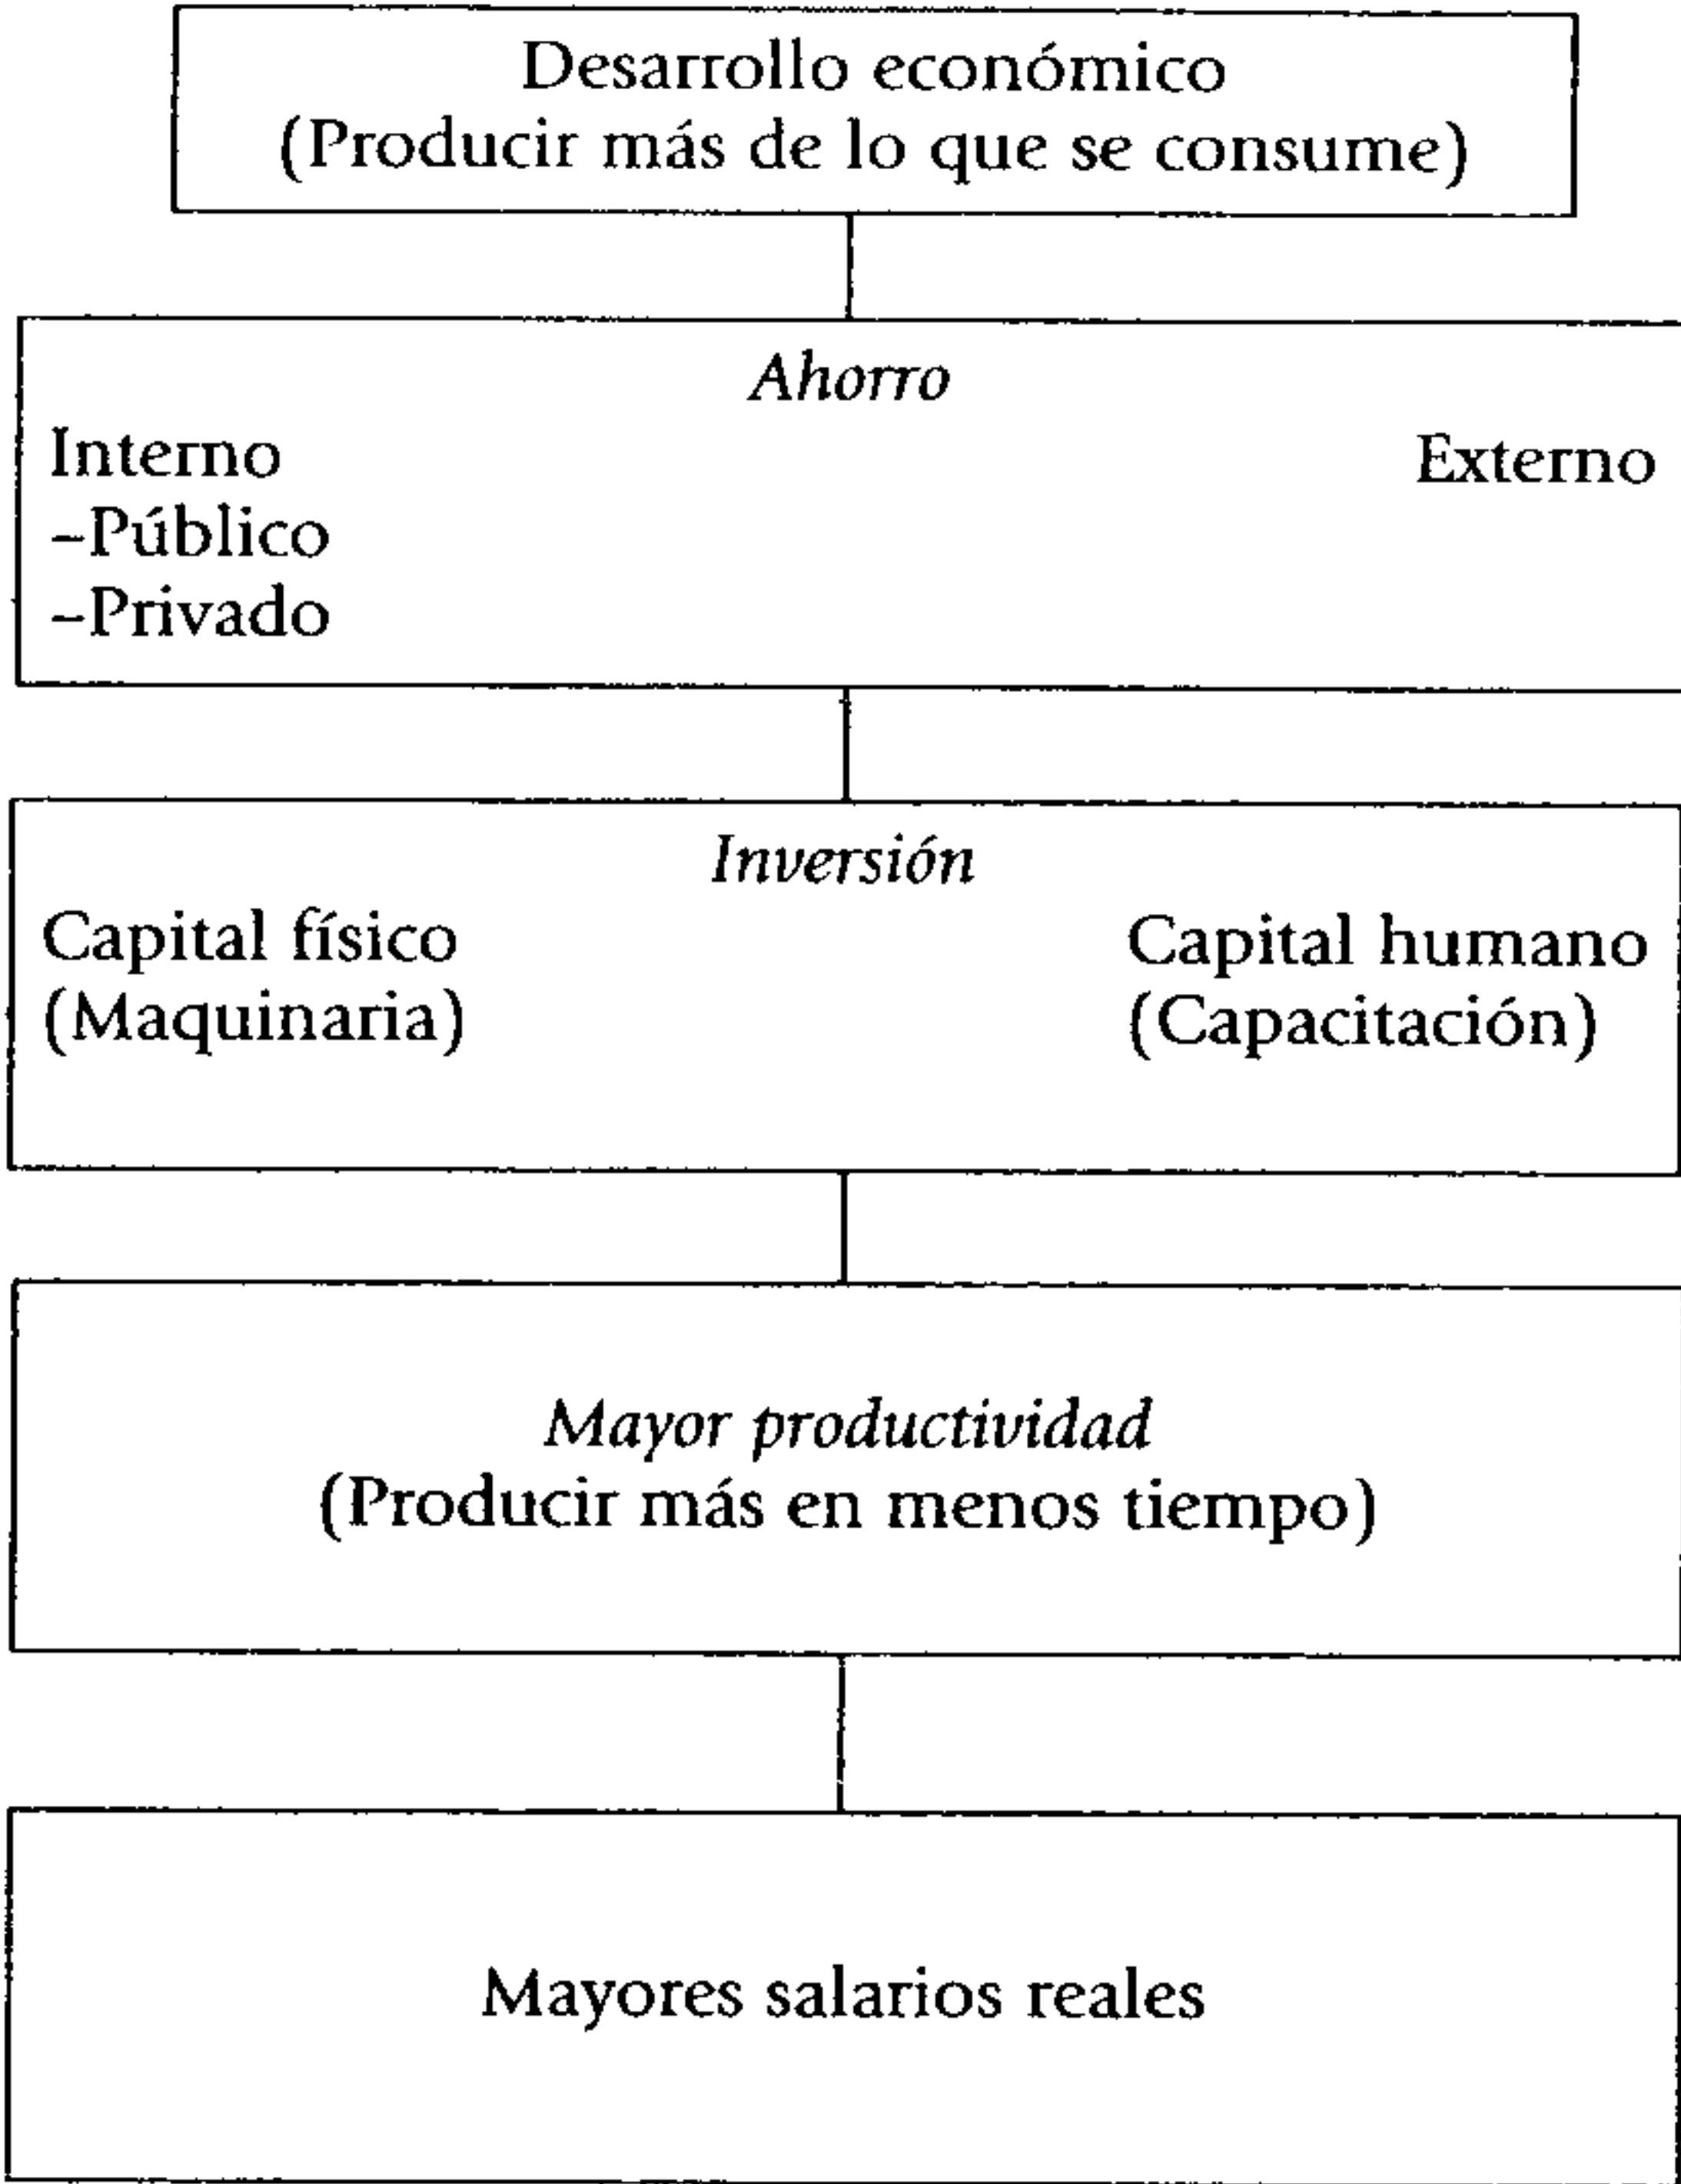 Desarrollo económico
(Producir más de lo que se consume)
Ahorro
Interno Externo
–Público
–Privado
Inversión
Capital físico Capital humano
(Maquinaria) (Capacitación)
Mayor productividad
(Producir más en menos tiempo)
Mayores salarios reales